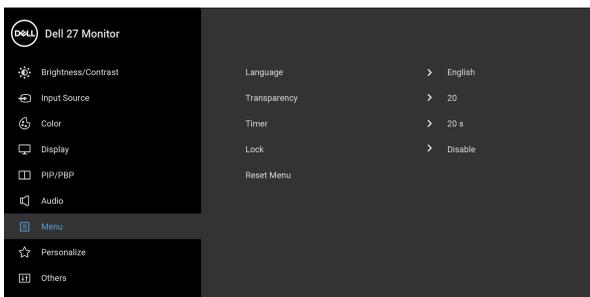 DELL Dell 27 Monitor
Brightness/Contrast
Input Source
Color
Display
PIP/PBP
Audio
Menu
Personalize
Others
Language > English
Transparency > 20
Timer > 20 s
Lock > Disable
Reset Menu